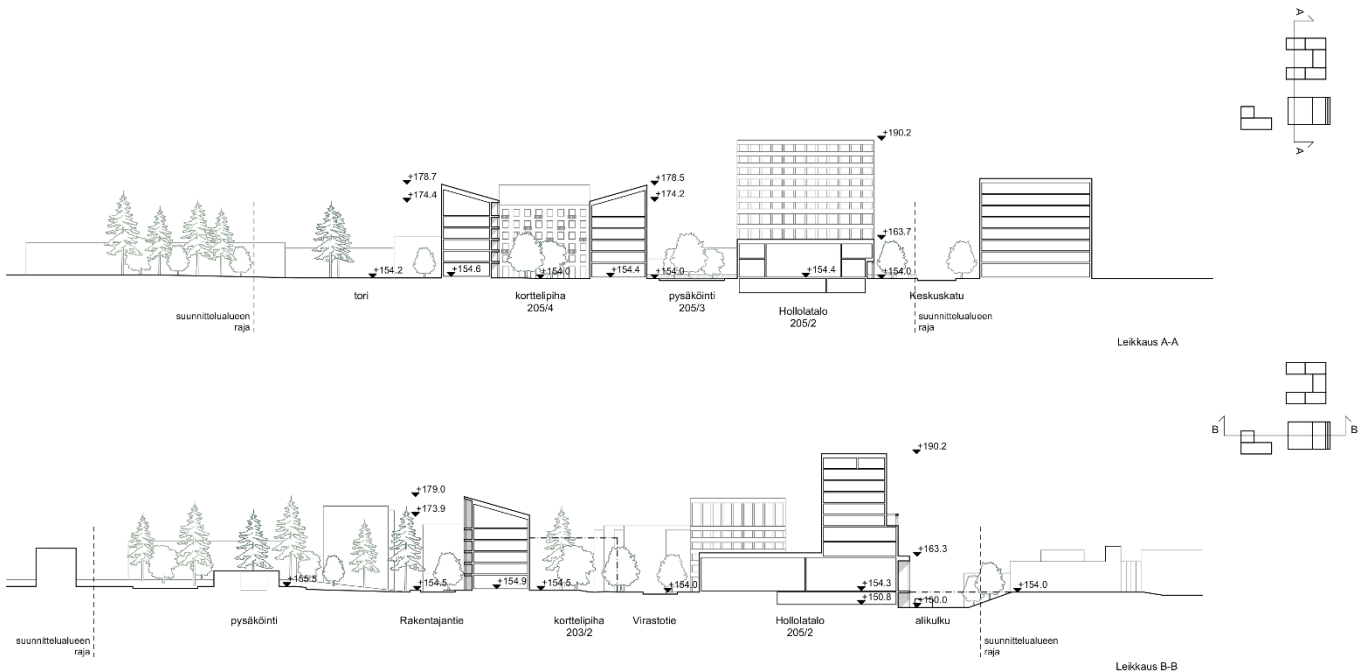 A
+190.2
+178.7
+174.4
+178.5
+174.2
A
+163.7
+154.2
+154.6
+154.0
+154.4
+154.0
+154.4
+154.0
tori
korttelipiha
205/4
pysäköinti
205/3
Hollolatalo
205/2
Keskuskatu
suunnittelualueen
raja
suunnittelualueen
raja
Leikkaus A-A
B
B
+190.2
+179.0
+173.9
+163.3
+155.5
+154.5
+154.9
+154.5
+154.0
+154.3
+150.8
+150.0
+154.0
pysäköinti
Rakentajantie
korttelipiha
203/2
Virastotie
Hollolatalo
205/2
alikulku
suunnittelualueen
raja
suunnittelualueen
raja
Leikkaus B-B